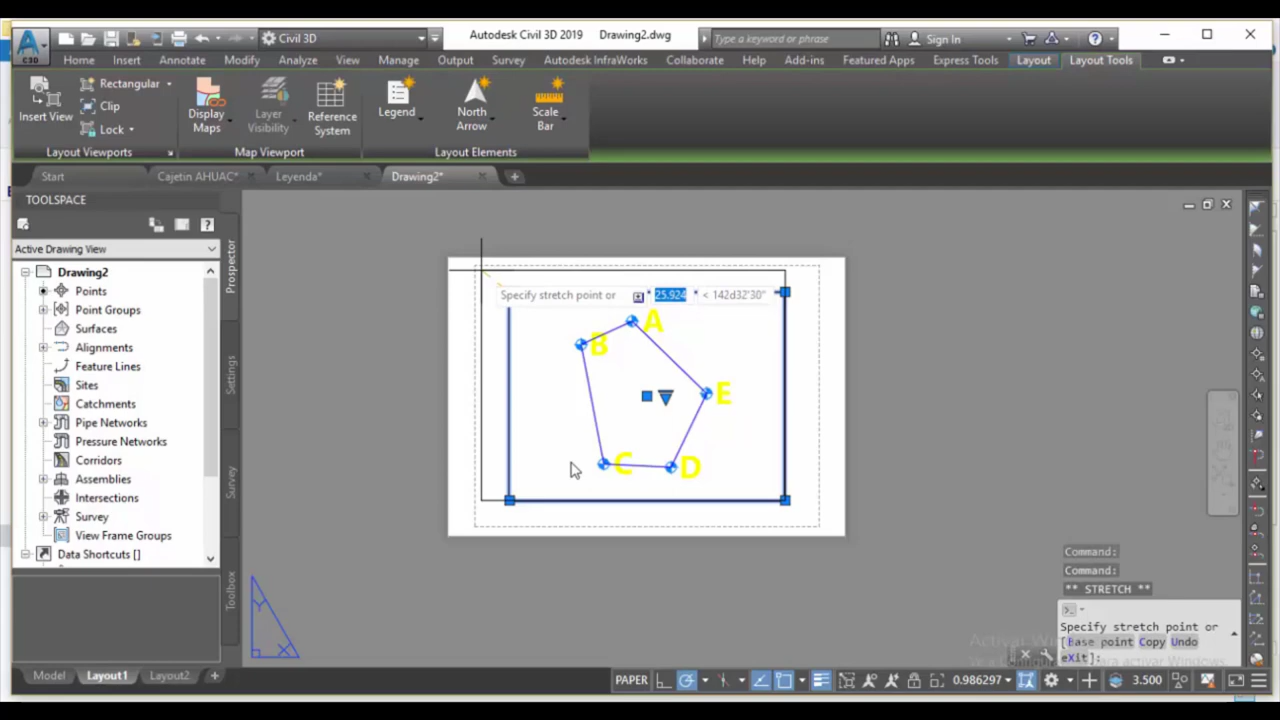 Civil 3D
Autodesk Civil 3D 2019 Drawing2.dwg
Type a keyword or phrase
Sign In
C3D
Home Insert Annotate Modify Analyze View Manage Output Survey Autodesk InfraWorks Collaborate Help Add-ins Featured Apps Express Tools Layout Layout Tools
Insert View
Rectangular
Clip
Lock
Display Maps
Layer Visibility
Reference System
Legend
North Arrow
Scale Bar
Layout Viewports
Map Viewport
Layout Elements
Start
Cajetin AHUAC*
Leyenda*
Drawing2*
TOOLSPACE
Active Drawing View
Drawing2
Points
Point Groups
Surfaces
Alignments
Feature Lines
Sites
Catchments
Pipe Networks
Pressure Networks
Corridors
Assemblies
Intersections
Survey
View Frame Groups
Data Shortcuts []
Prospector
Settings
Survey
Toolbox
Specify stretch point or
25.924
< 142d32'30"
A
B
E
C
D
Y
X
Command:
Command:
** STRETCH **
Specify stretch point or
[Base point Copy Undo
eXit]:
Model Layout1 Layout2
PAPER
0.986297
3.500